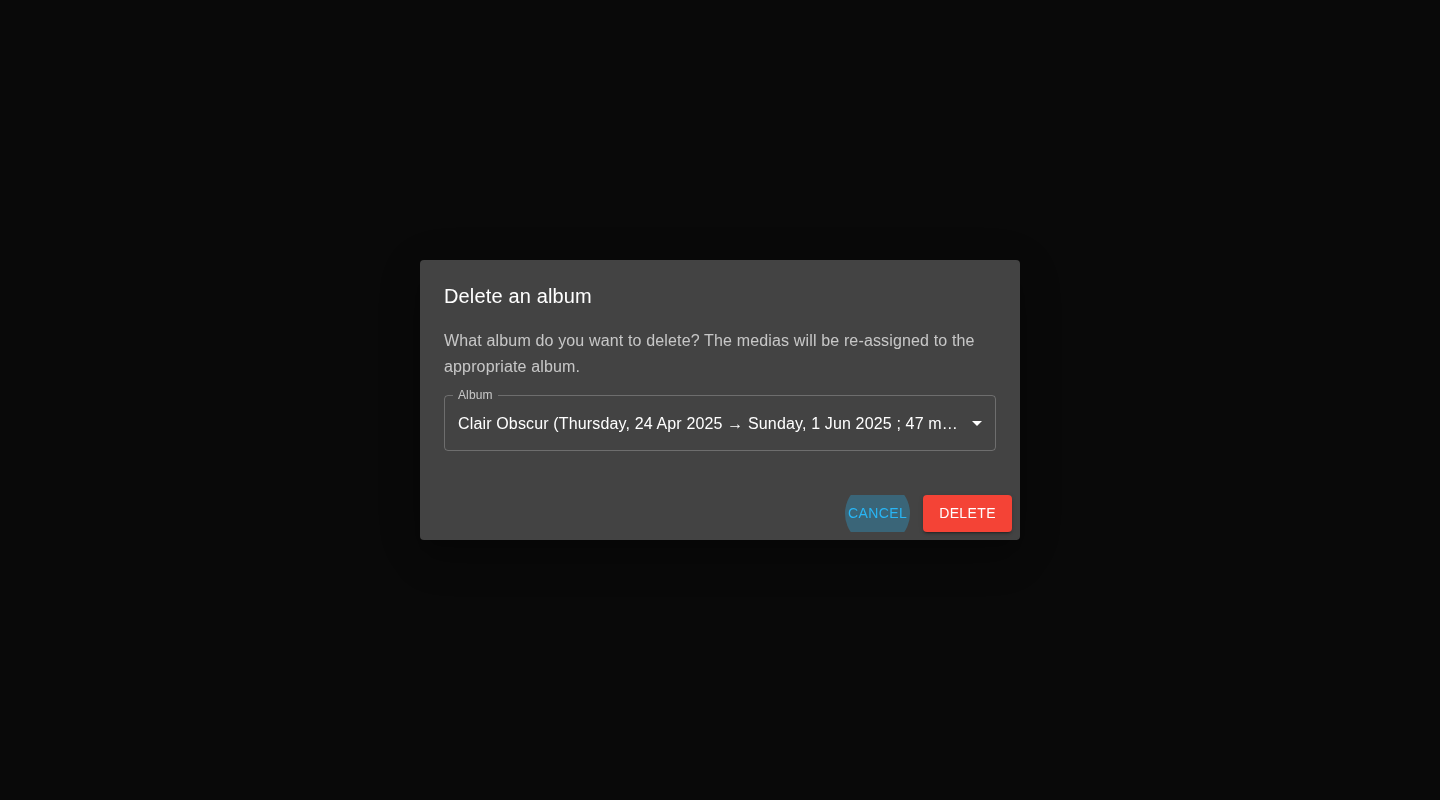 Delete an album
What album do you want to delete? The medias will be re-assigned to the
appropriate album.
Album
Clair Obscur (Thursday, 24 Apr 2025 → Sunday, 1 Jun 2025 ; 47 m…
CANCEL DELETE